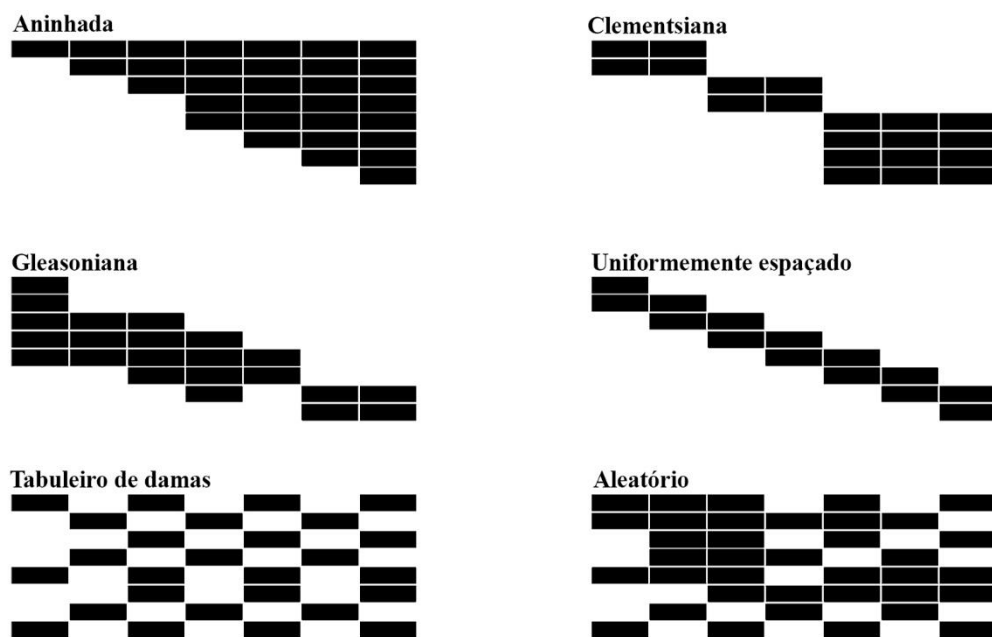 Aninhada
Clementsiana
Gleasoniana
Uniformemente espaçado
Tabuleiro de damas
Aleatório